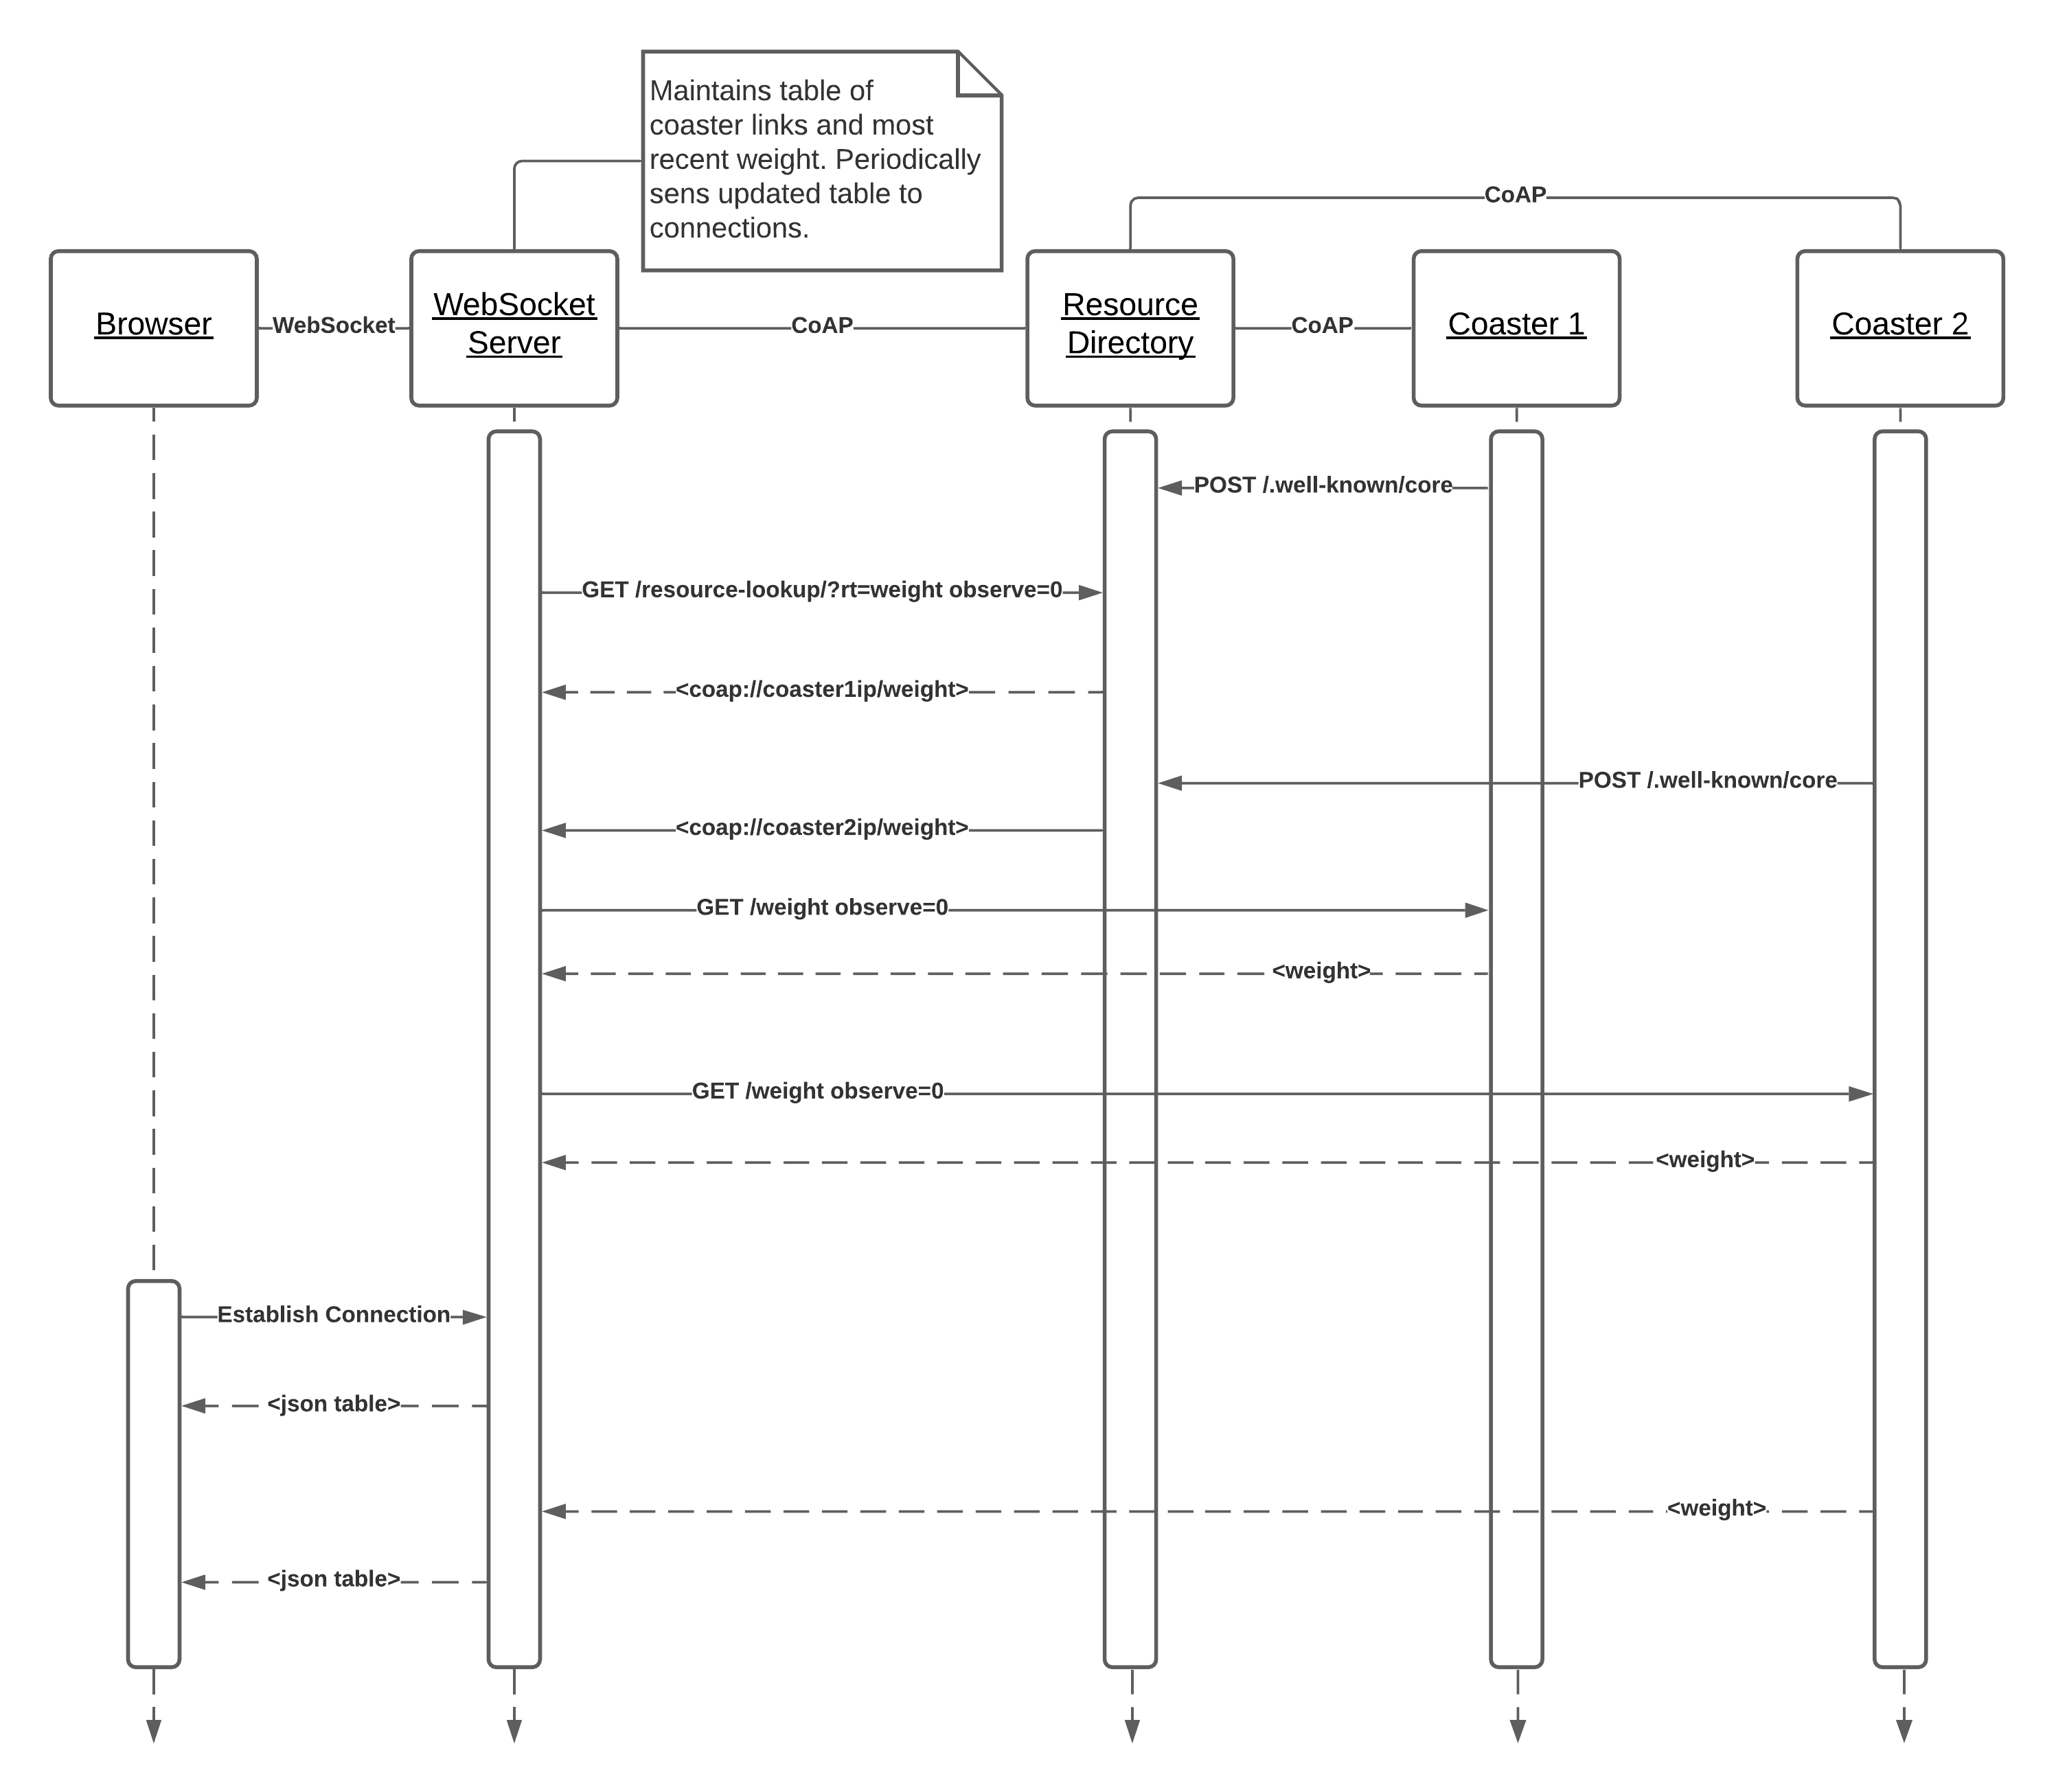 Maintains table of
coaster links and most
recent weight. Periodically
sens updated table to
connections.
CoAP
Browser
WebSocket
WebSocket
Server
CoAP
Resource
Directory
CoAP
Coaster 1
Coaster 2
POST /.well-known/core
GET /resource-lookup/?rt=weight observe=0
<coap://coaster1ip/weight>
POST /.well-known/core
<coap://coaster2ip/weight>
GET /weight observe=0
<weight>
GET /weight observe=0
<weight>
Establish Connection
<json table>
<weight>
<json table>